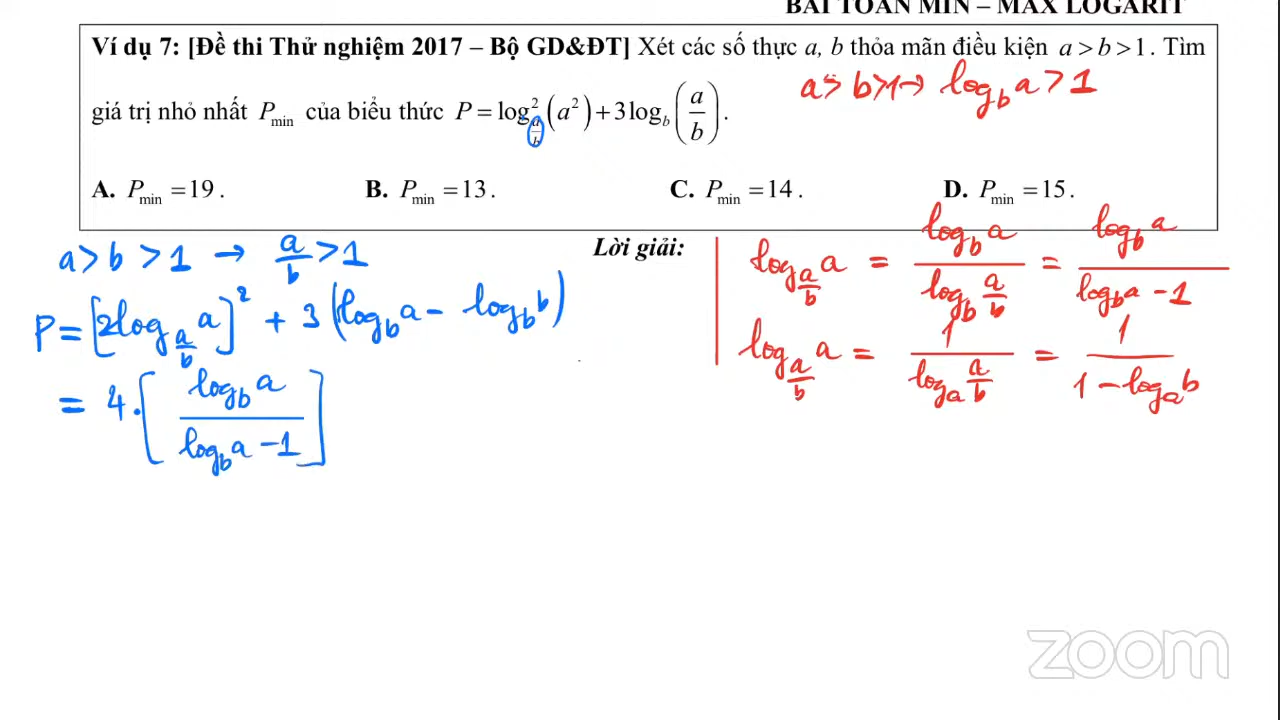 BÀI TOÁN MIN – MAX LOGARIT
Ví dụ 7: [Đề thi Thử nghiệm 2017 – Bộ GD&ĐT] Xét các số thực a, b thỏa mãn điều kiện a > b > 1. Tìm
giá trị nhỏ nhất P_min của biểu thức P = log²_{a/b}(a²) + 3log_b(a/b).
a > b > 1 → log_b a > 1
A. P_min = 19. B. P_min = 13. C. P_min = 14. D. P_min = 15.
Lời giải:
a > b > 1 → a/b > 1
P = [2log_{a/b} a]² + 3(log_b a − log_b b)
= 4.[log_b a / (log_b a − 1)]
log_{a/b} a = log_b a / log_b (a/b) = log_b a / (log_b a − 1)
log_{a/b} a = 1 / log_a (a/b) = 1 / (1 − log_a b)
zoom